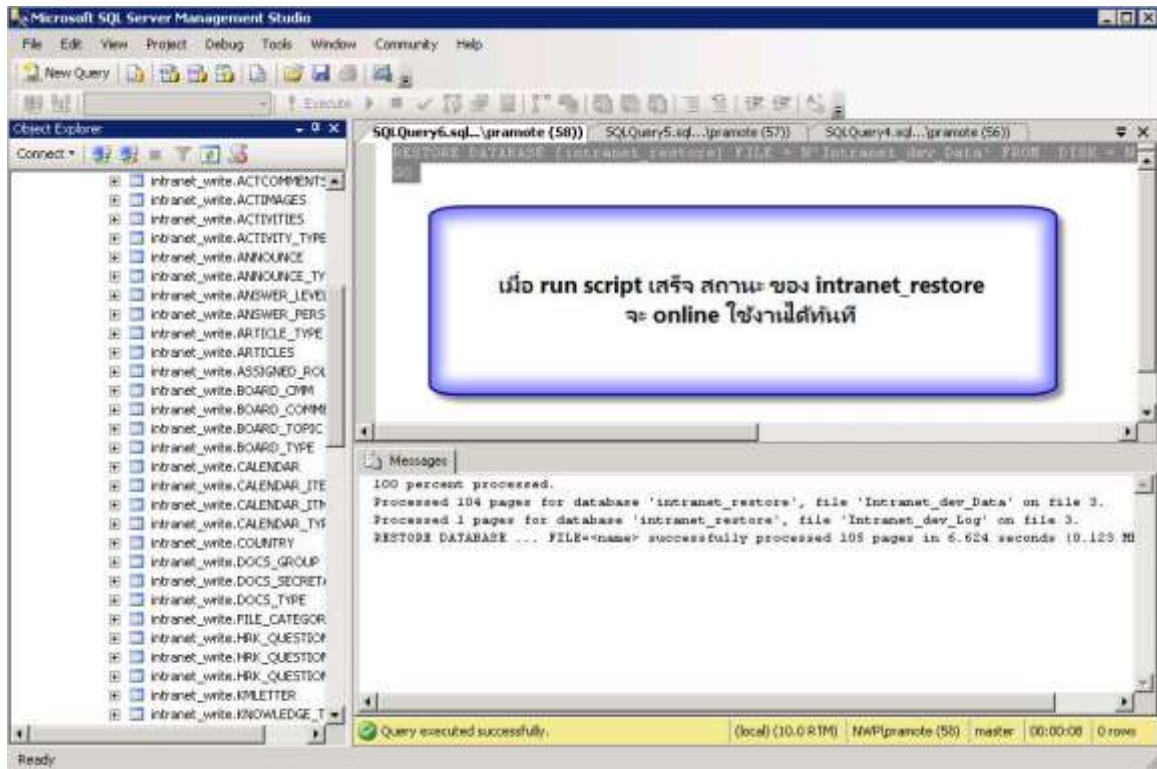 Microsoft SQL Server Management Studio
File Edit View Project Debug Tools Window Community Help
New Query
Execute
Object Explorer
Connect
SQLQuery6.sql...\pramote (58)) SQLQuery5.sql...\pramote (57)) SQLQuery4.sql...\pramote (56))
RESTORE DATABASE [intranet_restore] FILE = N'Intranet_dev_Data' FROM DISK = N
GO
intranet_write.ACTCOMMENTS
intranet_write.ACTIMAGES
intranet_write.ACTIVITIES
intranet_write.ACTIVITY_TYPE
intranet_write.ANNOUNCE
intranet_write.ANNOUNCE_TY
intranet_write.ANSWER_LEVEL
intranet_write.ANSWER_PERS
intranet_write.ARTICLE_TYPE
intranet_write.ARTICLES
intranet_write.ASSIGNED_ROL
intranet_write.BOARD_CMM
intranet_write.BOARD_COMME
intranet_write.BOARD_TOPIC
intranet_write.BOARD_TYPE
intranet_write.CALENDAR
intranet_write.CALENDAR_ITE
intranet_write.CALENDAR_ITM
intranet_write.CALENDAR_TYP
intranet_write.COUNTRY
intranet_write.DOCS_GROUP
intranet_write.DOCS_SECRETA
intranet_write.DOCS_TYPE
intranet_write.FILE_CATEGOR
intranet_write.HRK_QUESTION
intranet_write.HRK_QUESTION
intranet_write.HRK_QUESTION
intranet_write.KMLETTER
intranet_write.KNOWLEDGE_T
เมื่อ run script เสร็จ สถานะ ของ intranet_restore
จะ online ใช้งานได้ทันที
Messages
100 percent processed.
Processed 104 pages for database 'intranet_restore', file 'Intranet_dev_Data' on file 3.
Processed 1 pages for database 'intranet_restore', file 'Intranet_dev_Log' on file 3.
RESTORE DATABASE ... FILE=<name> successfully processed 105 pages in 6.624 seconds (0.123 M
Query executed successfully. (local) (10.0 RTM) NWP\pramote (58) master 00:00:08 0 rows
Ready